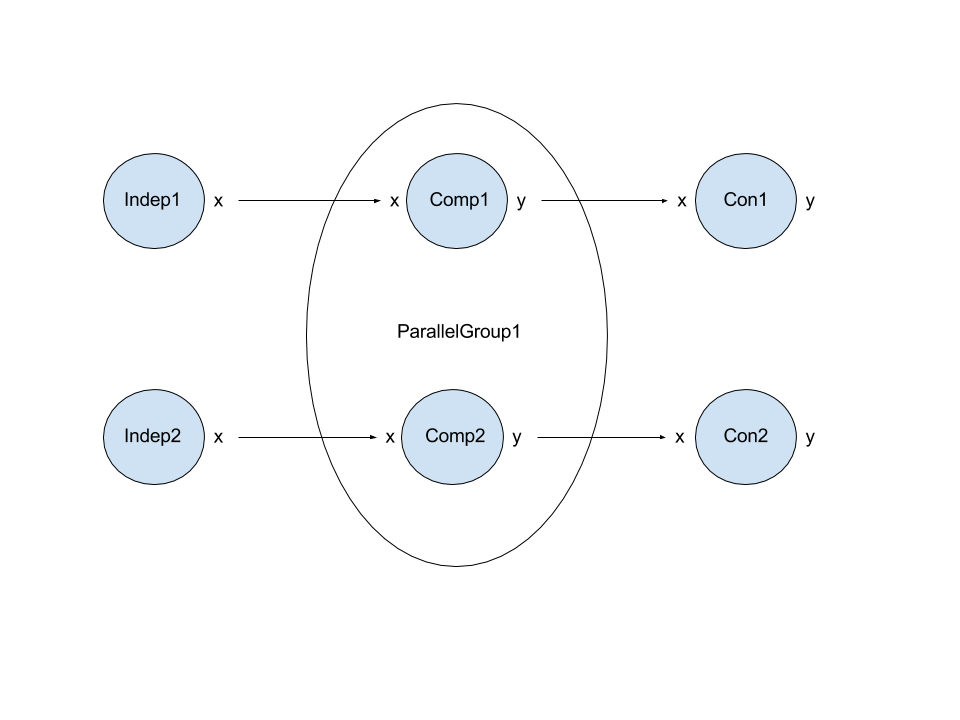 Indep1 x x Comp1 y x Con1 y
ParallelGroup1
Indep2 x x Comp2 y x Con2 y